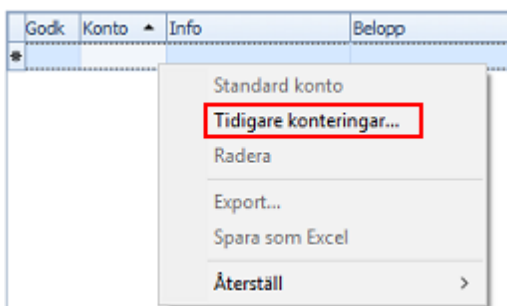 Godk Konto Info Belopp
Standard konto
Tidigare konteringar...
Radera
Export...
Spara som Excel
Återställ